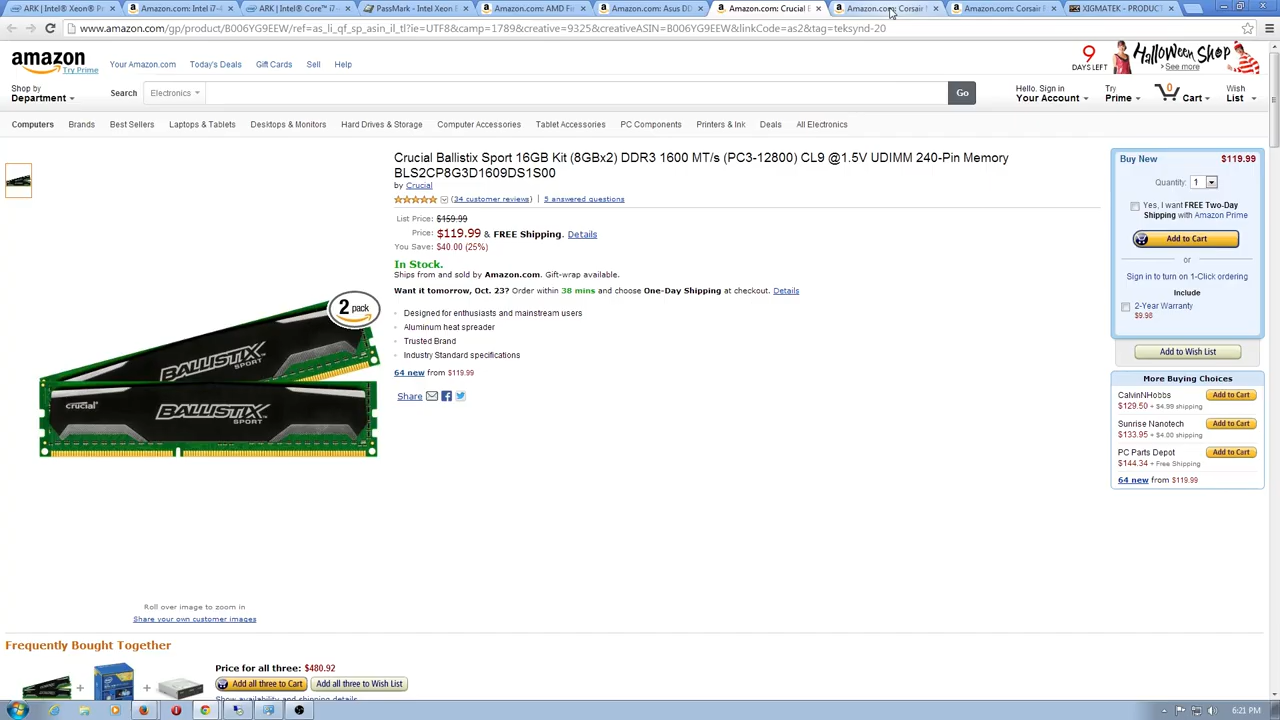 ARK | Intel® Xeon® Pr
Amazon.com: Intel i7-4
ARK | Intel® Core™ i7-
PassMark - Intel Xeon E
Amazon.com: AMD F
Amazon.com: Asus DD
Amazon.com: Crucial B
Amazon.com: Corsair
Amazon.com: Corsair
XIGMATEK - PRODUCT
www.amazon.com/gp/product/B006YG9EEW/ref=as_li_qf_sp_asin_il_tl?ie=UTF8&camp=1789&creative=9325&creativeASIN=B006YG9EEW&linkCode=as2&tag=teksynd-20
amazon
Try Prime
Your Amazon.com Today's Deals Gift Cards Sell Help
9
DAYS LEFT
Halloween Shop
See more
Shop by
Department
Search Electronics Go
Hello. Sign in
Your Account
Try
Prime
0
Cart
Wish
List
Computers Brands Best Sellers Laptops & Tablets Desktops & Monitors Hard Drives & Storage Computer Accessories Tablet Accessories PC Components Printers & Ink Deals All Electronics
Crucial Ballistix Sport 16GB Kit (8GBx2) DDR3 1600 MT/s (PC3-12800) CL9 @1.5V UDIMM 240-Pin Memory
BLS2CP8G3D1609DS1S00
by Crucial
(34 customer reviews) | 5 answered questions
List Price: $159.99
Price: $119.99 & FREE Shipping. Details
You Save: $40.00 (25%)
In Stock.
Ships from and sold by Amazon.com. Gift-wrap available.
Want it tomorrow, Oct. 23? Order within 38 mins and choose One-Day Shipping at checkout. Details
Designed for enthusiasts and mainstream users
Aluminum heat spreader
Trusted Brand
Industry Standard specifications
64 new from $119.99
Share
2 pack
BALLISTIX
SPORT
crucial
BALLISTIX
SPORT
Roll over image to zoom in
Share your own customer images
Buy New $119.99
Quantity: 1
Yes, I want FREE Two-Day
Shipping with Amazon Prime
Add to Cart
or
Sign in to turn on 1-Click ordering
Include
2-Year Warranty
$9.98
Add to Wish List
More Buying Choices
CalvinNHobbs Add to Cart
$129.50 + $4.99 shipping
Sunrise Nanotech Add to Cart
$133.95 + $4.00 shipping
PC Parts Depot Add to Cart
$144.34 + Free Shipping
64 new from $119.99
Frequently Bought Together
Price for all three: $480.92
Add all three to Cart Add all three to Wish List
Show availability and shipping details
6:21 PM